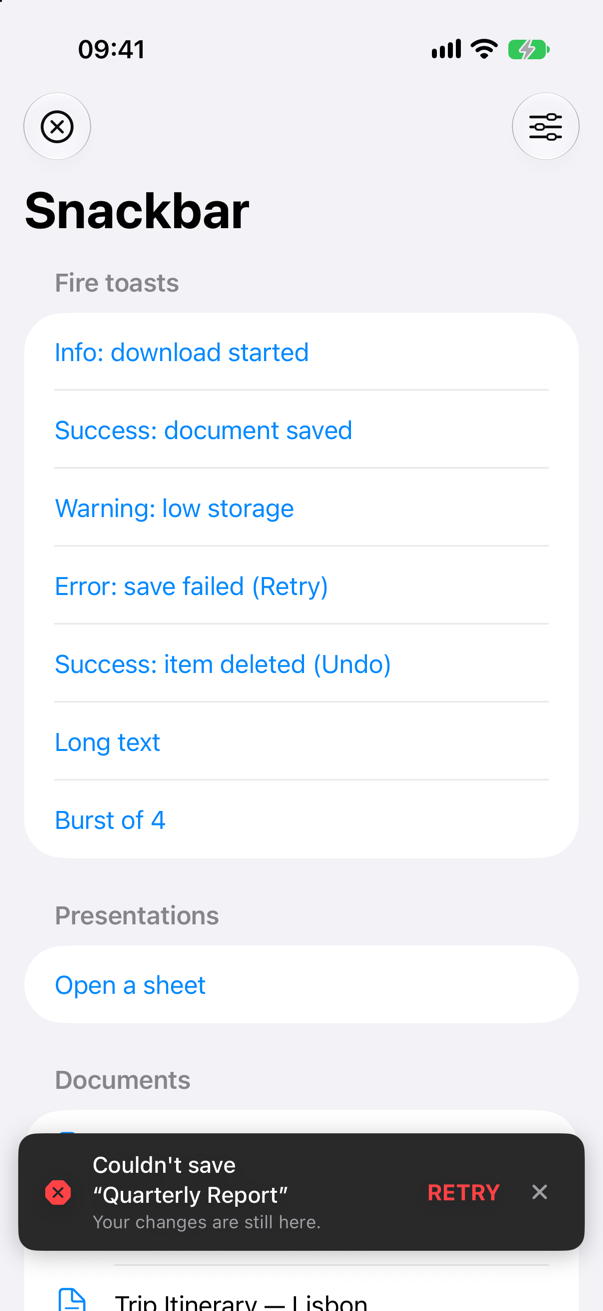 09:41
Snackbar
Fire toasts
Info: download started
Success: document saved
Warning: low storage
Error: save failed (Retry)
Success: item deleted (Undo)
Long text
Burst of 4
Presentations
Open a sheet
Documents
Couldn't save
“Quarterly Report”
Your changes are still here.
RETRY
Trip Itinerary — Lisbon